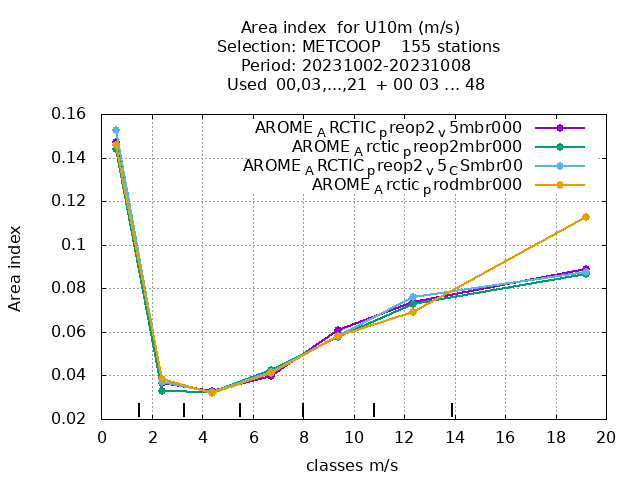 Area index  for U10m (m/s)
Selection: METCOOP    155 stations
Period: 20231002-20231008
Used  00,03,...,21  + 00 03 ... 48
AROME_ARCTIC_preop2_v5mbr000
AROME_Arctic_preop2mbr000
AROME_ARCTIC_preop2_v5_CSmbr00
AROME_Arctic_prodmbr000
0.16
0.14
0.12
0.1
0.08
0.06
0.04
0.02
Area index
0 2 4 6 8 10 12 14 16 18 20
classes m/s